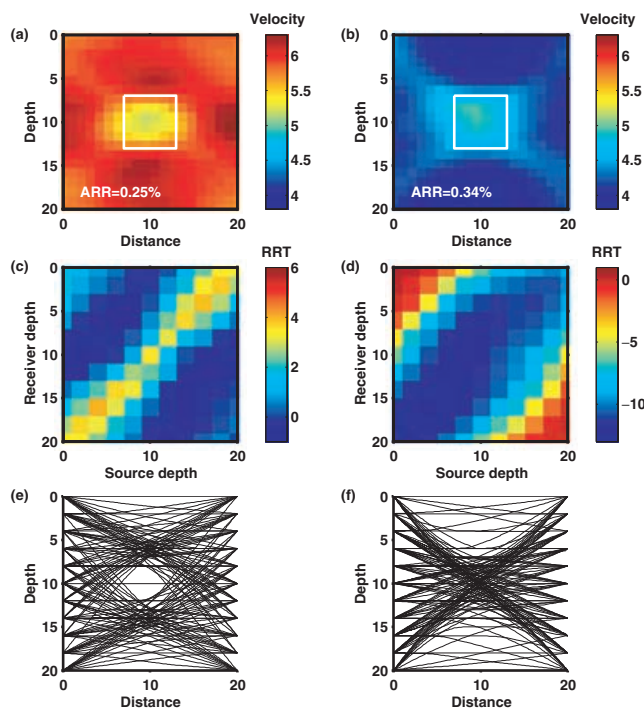 Velocity
Velocity
(a)
(b)
0
5
10
15
20
Depth
ARR=0.25%
0
10
20
Distance
6
5.5
5
4.5
4
0
5
10
15
20
Depth
ARR=0.34%
0
10
20
Distance
6
5.5
5
4.5
4
(c)
RRT
(d)
RRT
0
5
10
15
20
Receiver depth
0
10
20
Source depth
6
4
2
0
0
5
10
15
20
Receiver depth
0
10
20
Source depth
0
−5
−10
(e)
(f)
0
5
10
15
20
Depth
0
10
20
Distance
0
5
10
15
20
Depth
0
10
20
Distance